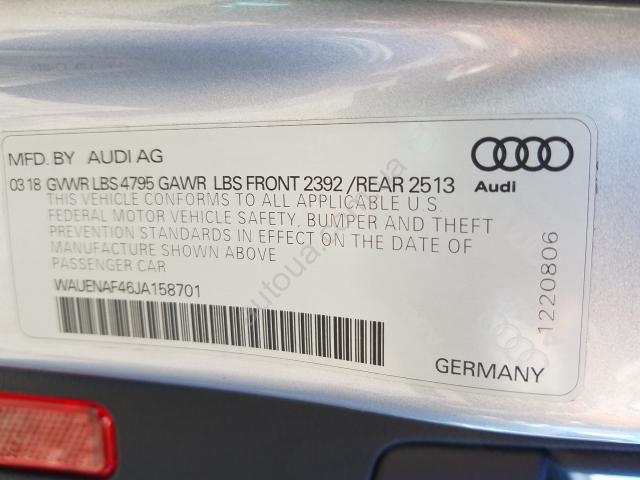 MFD. BY AUDI AG
Audi
03 18 GVWR LBS 4795 GAWR LBS FRONT 2392 /REAR 2513
THIS VEHICLE CONFORMS TO ALL APPLICABLE U.S.
FEDERAL MOTOR VEHICLE SAFETY, BUMPER AND THEFT
PREVENTION STANDARDS IN EFFECT ON THE DATE OF
MANUFACTURE SHOWN ABOVE
PASSENGER CAR
WAUENAF46JA158701
1220806
GERMANY